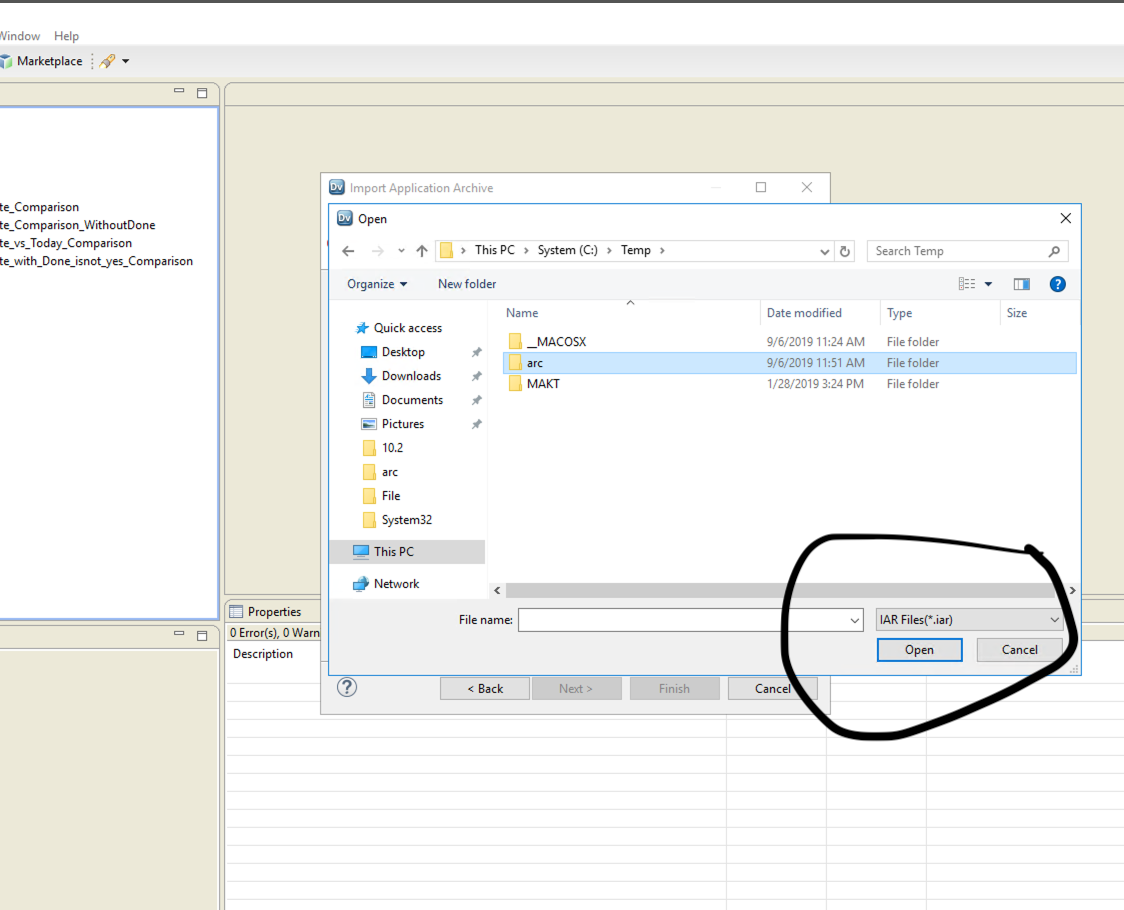 Window Help
Marketplace
te_Comparison
te_Comparison_WithoutDone
te_vs_Today_Comparison
te_with_Done_isnot_yes_Comparison
Dv Import Application Archive
Dv Open
This PC > System (C:) > Temp >
Search Temp
Organize New folder
Name Date modified Type Size
Quick access
Desktop
Downloads
Documents
Pictures
10.2
arc
File
System32
This PC
Network
__MACOSX 9/6/2019 11:24 AM File folder
arc 9/6/2019 11:51 AM File folder
MAKT 1/28/2019 3:24 PM File folder
File name:
IAR Files(*.iar)
Open Cancel
Properties
0 Error(s), 0 Warn
Description
< Back Next > Finish Cancel